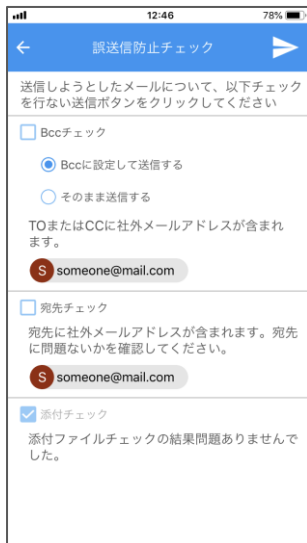 12:46 78%
誤送信防止チェック
送信しようとしたメールについて、以下チェック
を行ない送信ボタンをクリックしてください
Bccチェック
Bccに設定して送信する
そのまま送信する
TOまたはCCに社外メールアドレスが含まれ
ます。
S someone@mail.com
宛先チェック
宛先に社外メールアドレスが含まれます。宛先
に問題ないかを確認してください。
S someone@mail.com
添付チェック
添付ファイルチェックの結果問題ありませんで
した。